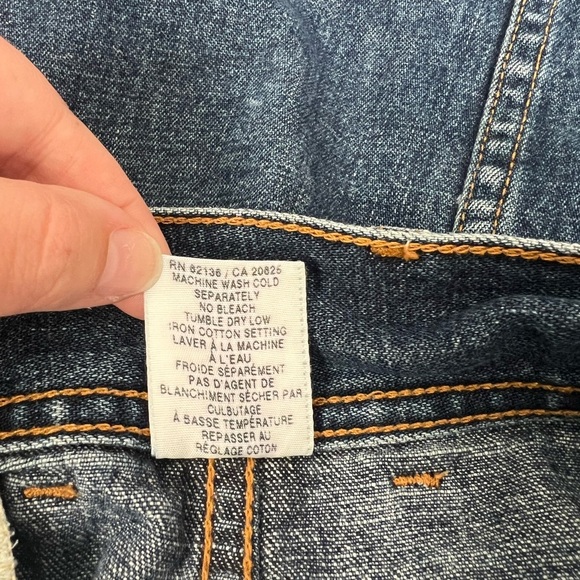 RN 82136 / CA 20825
MACHINE WASH COLD
SEPARATELY
NO BLEACH
TUMBLE DRY LOW
IRON COTTON SETTING
LAVER À LA MACHINE
À L'EAU
FROIDE SÉPARÉMENT
PAS D'AGENT DE
BLANCHIMENT SÉCHER PAR
CULBUTAGE
À BASSE TEMPÉRATURE
REPASSER AU
RÉGLAGE COTON